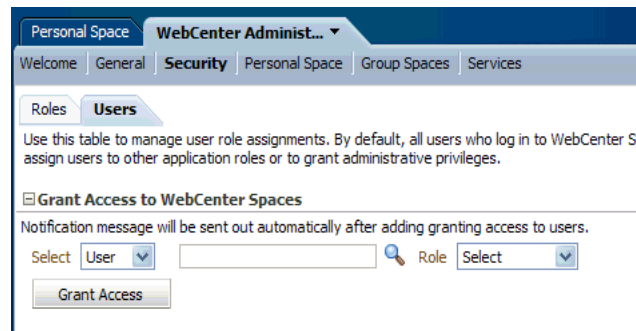 Personal Space WebCenter Administ...
Welcome General Security Personal Space Group Spaces Services
Roles Users
Use this table to manage user role assignments. By default, all users who log in to WebCenter S
assign users to other application roles or to grant administrative privileges.
Grant Access to WebCenter Spaces
Notification message will be sent out automatically after adding granting access to users.
Select User Role Select
Grant Access